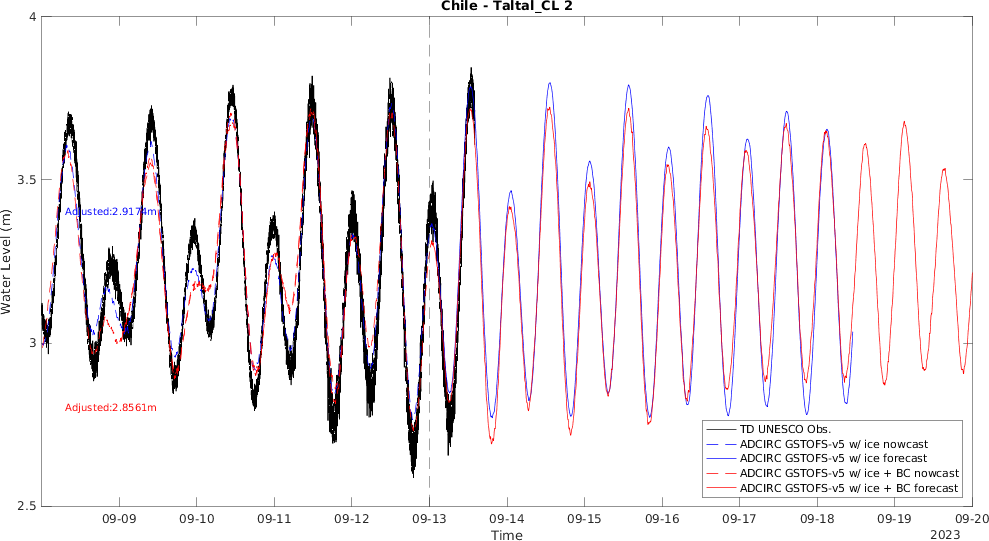 Chile - Taltal_CL 2
4
3.5
3
2.5
Water Level (m)
Adjusted:2.9174m
Adjusted:2.8561m
TD UNESCO Obs.
ADCIRC GSTOFS-v5 w/ ice nowcast
ADCIRC GSTOFS-v5 w/ ice forecast
ADCIRC GSTOFS-v5 w/ ice + BC nowcast
ADCIRC GSTOFS-v5 w/ ice + BC forecast
09-09 09-10 09-11 09-12 09-13 09-14 09-15 09-16 09-17 09-18 09-19 09-20
Time
2023